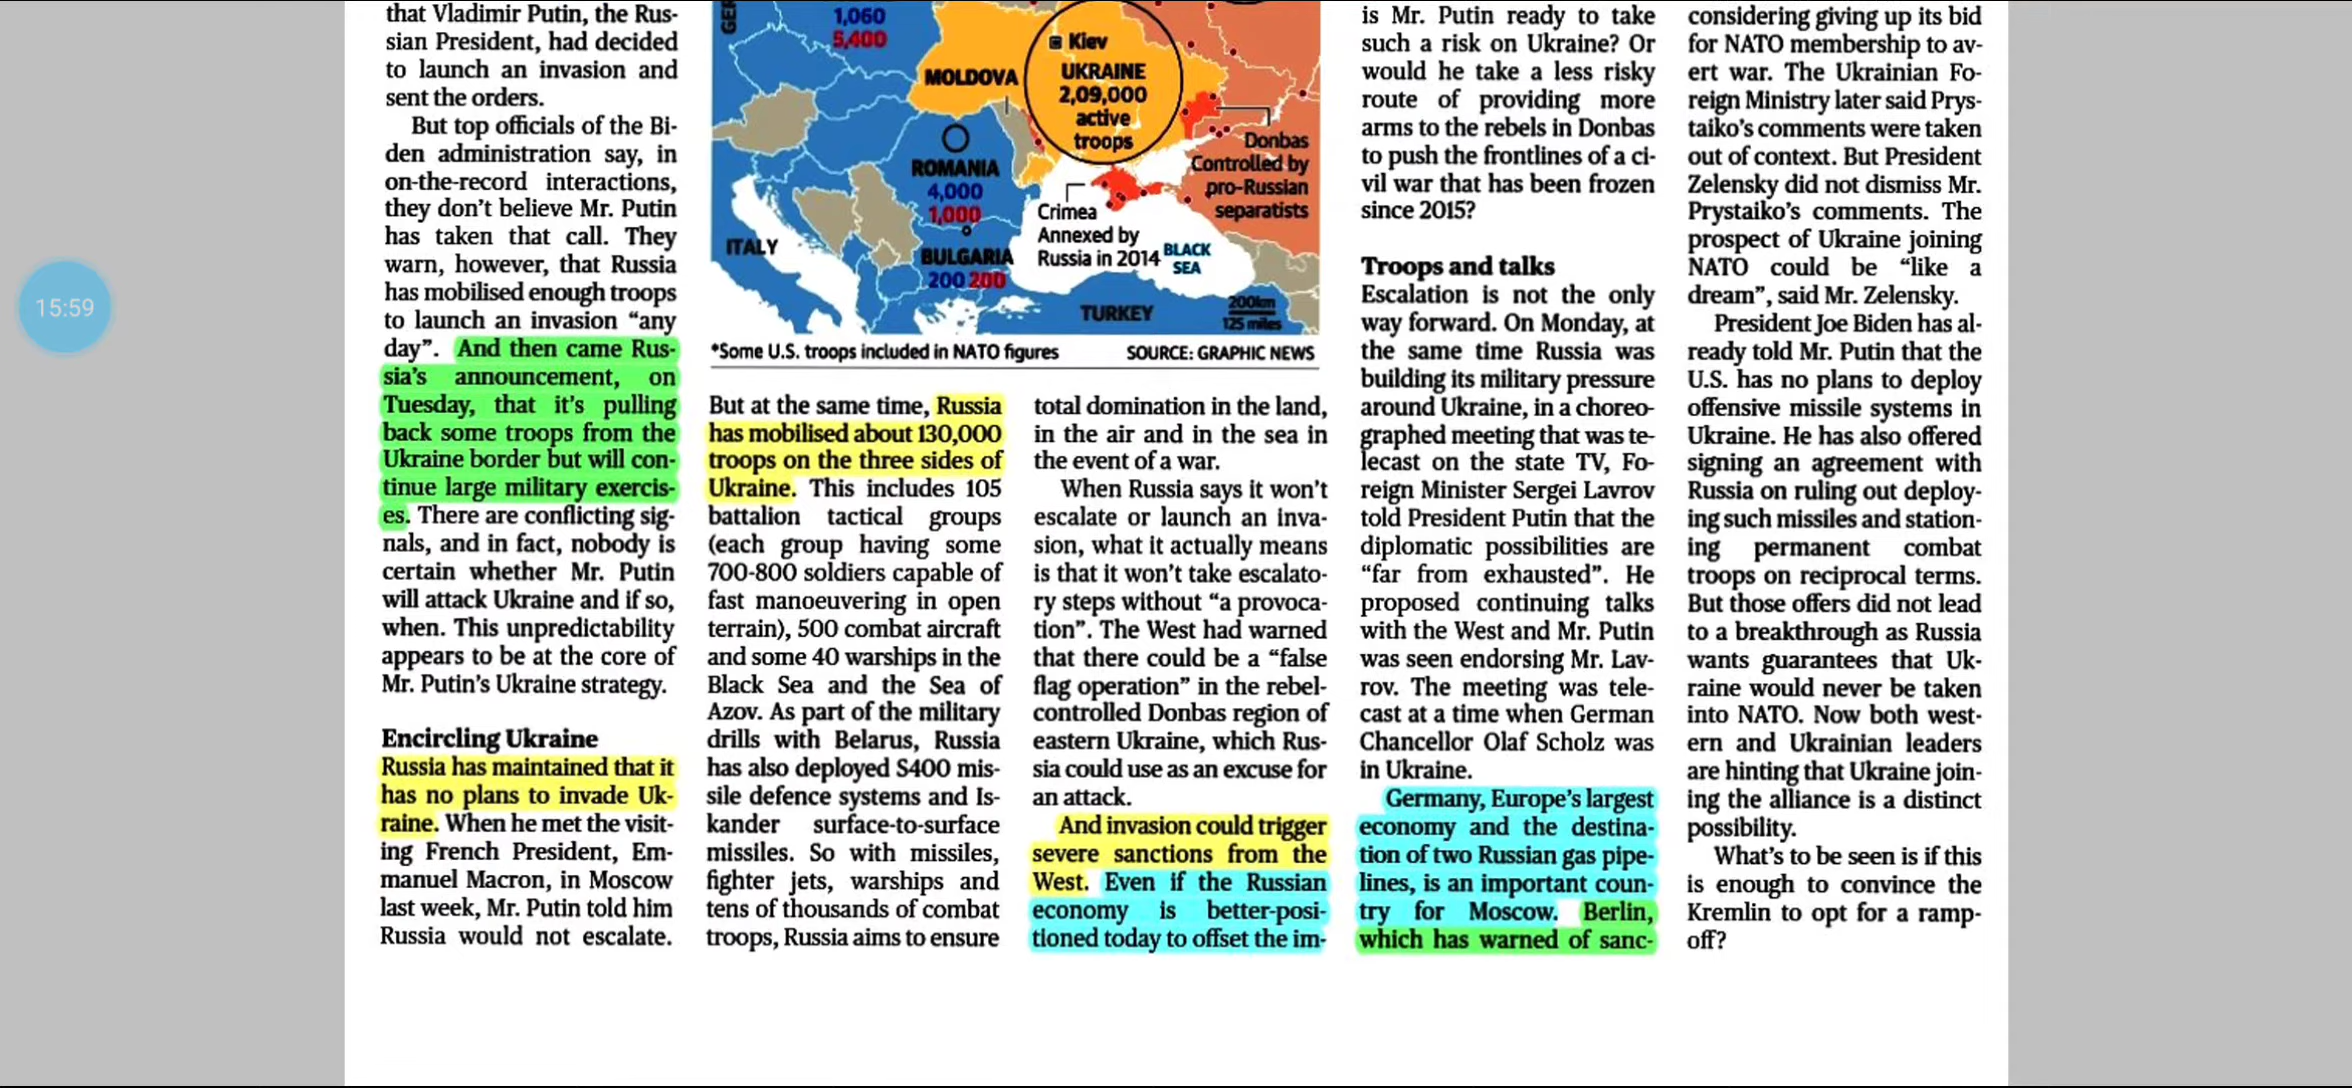 that Vladimir Putin, the Rus-
sian President, had decided
to launch an invasion and
sent the orders.
But top officials of the Bi-
den administration say, in
on-the-record interactions,
they don't believe Mr. Putin
has taken that call. They
warn, however, that Russia
has mobilised enough troops
to launch an invasion “any
day”. And then came Rus-
sia's announcement, on
Tuesday, that it's pulling
back some troops from the
Ukraine border but will con-
tinue large military exercis-
es. There are conflicting sig-
nals, and in fact, nobody is
certain whether Mr. Putin
will attack Ukraine and if so,
when. This unpredictability
appears to be at the core of
Mr. Putin's Ukraine strategy.
Encircling Ukraine
Russia has maintained that it
has no plans to invade Uk-
raine. When he met the visit-
ing French President, Em-
manuel Macron, in Moscow
last week, Mr. Putin told him
Russia would not escalate.
GER
1,060
5,400
MOLDOVA
Kiev
UKRAINE
2,09,000
active
troops
ROMANIA
4,000
1,000
Donbas
Controlled by
pro-Russian
separatists
Crimea
Annexed by
Russia in 2014
BLACK
SEA
ITALY
BULGARIA
200 200
TURKEY
200km
125 miles
*Some U.S. troops included in NATO figures
SOURCE: GRAPHIC NEWS
But at the same time, Russia
has mobilised about 130,000
troops on the three sides of
Ukraine. This includes 105
battalion tactical groups
(each group having some
700-800 soldiers capable of
fast manoeuvering in open
terrain), 500 combat aircraft
and some 40 warships in the
Black Sea and the Sea of
Azov. As part of the military
drills with Belarus, Russia
has also deployed S400 mis-
sile defence systems and Is-
kander surface-to-surface
missiles. So with missiles,
fighter jets, warships and
tens of thousands of combat
troops, Russia aims to ensure
total domination in the land,
in the air and in the sea in
the event of a war.
When Russia says it won't
escalate or launch an inva-
sion, what it actually means
is that it won't take escalato-
ry steps without “a provoca-
tion”. The West had warned
that there could be a “false
flag operation” in the rebel-
controlled Donbas region of
eastern Ukraine, which Rus-
sia could use as an excuse for
an attack.
And invasion could trigger
severe sanctions from the
West. Even if the Russian
economy is better-posi-
tioned today to offset the im-
is Mr. Putin ready to take
such a risk on Ukraine? Or
would he take a less risky
route of providing more
arms to the rebels in Donbas
to push the frontlines of a ci-
vil war that has been frozen
since 2015?
Troops and talks
Escalation is not the only
way forward. On Monday, at
the same time Russia was
building its military pressure
around Ukraine, in a choreo-
graphed meeting that was te-
lecast on the state TV, Fo-
reign Minister Sergei Lavrov
told President Putin that the
diplomatic possibilities are
“far from exhausted”. He
proposed continuing talks
with the West and Mr. Putin
was seen endorsing Mr. Lav-
rov. The meeting was tele-
cast at a time when German
Chancellor Olaf Scholz was
in Ukraine.
Germany, Europe's largest
economy and the destina-
tion of two Russian gas pipe-
lines, is an important coun-
try for Moscow. Berlin,
which has warned of sanc-
considering giving up its bid
for NATO membership to av-
ert war. The Ukrainian Fo-
reign Ministry later said Prys-
taiko's comments were taken
out of context. But President
Zelensky did not dismiss Mr.
Prystaiko's comments. The
prospect of Ukraine joining
NATO could be “like a
dream”, said Mr. Zelensky.
President Joe Biden has al-
ready told Mr. Putin that the
U.S. has no plans to deploy
offensive missile systems in
Ukraine. He has also offered
signing an agreement with
Russia on ruling out deploy-
ing such missiles and station-
ing permanent combat
troops on reciprocal terms.
But those offers did not lead
to a breakthrough as Russia
wants guarantees that Uk-
raine would never be taken
into NATO. Now both west-
ern and Ukrainian leaders
are hinting that Ukraine join-
ing the alliance is a distinct
possibility.
What's to be seen is if this
is enough to convince the
Kremlin to opt for a ramp-
off?
15:59